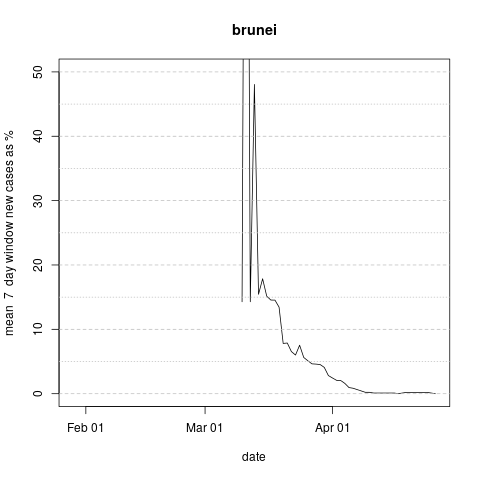 brunei
mean 7 day window new cases as %
50
40
30
20
10
0
Feb 01
Mar 01
Apr 01
date